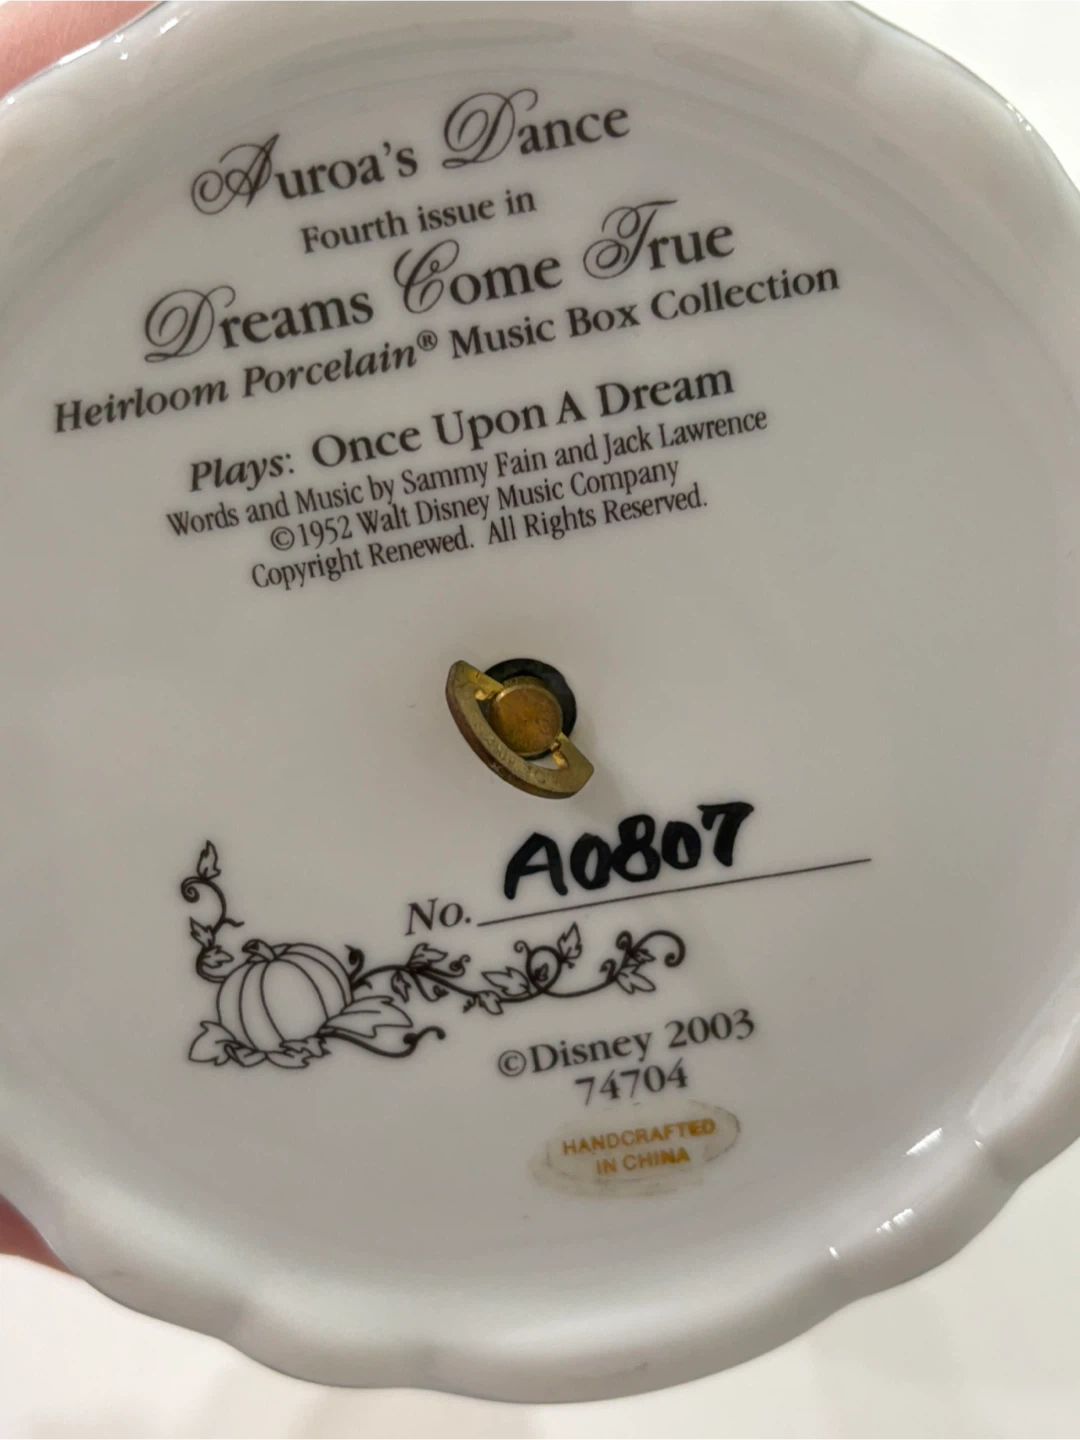 Auroa's Dance
Fourth issue in
Dreams Come True
Heirloom Porcelain® Music Box Collection
Plays: Once Upon A Dream
Words and Music by Sammy Fain and Jack Lawrence
©1952 Walt Disney Music Company
Copyright Renewed. All Rights Reserved.
No. A0807
©Disney 2003
74704
HANDCRAFTED
IN CHINA